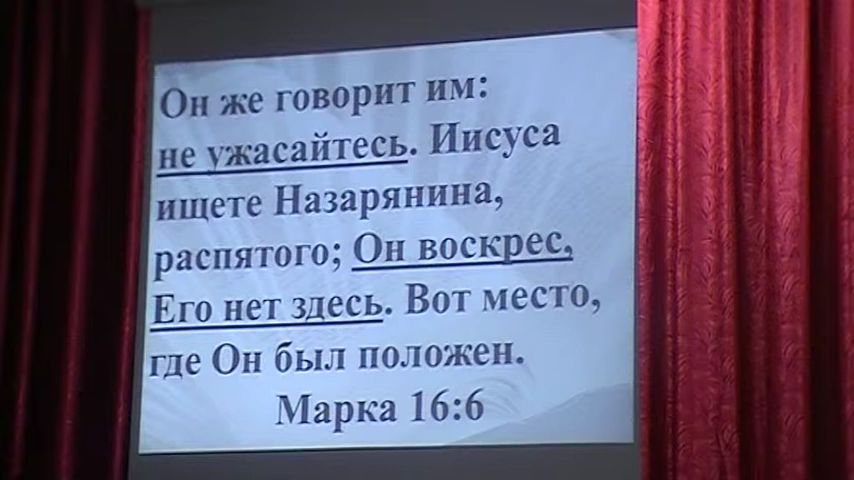 Он же говорит им:
не ужасайтесь. Иисуса
ищете Назарянина,
распятого; Он воскрес,
Его нет здесь. Вот место,
где Он был положен.
Марка 16:6